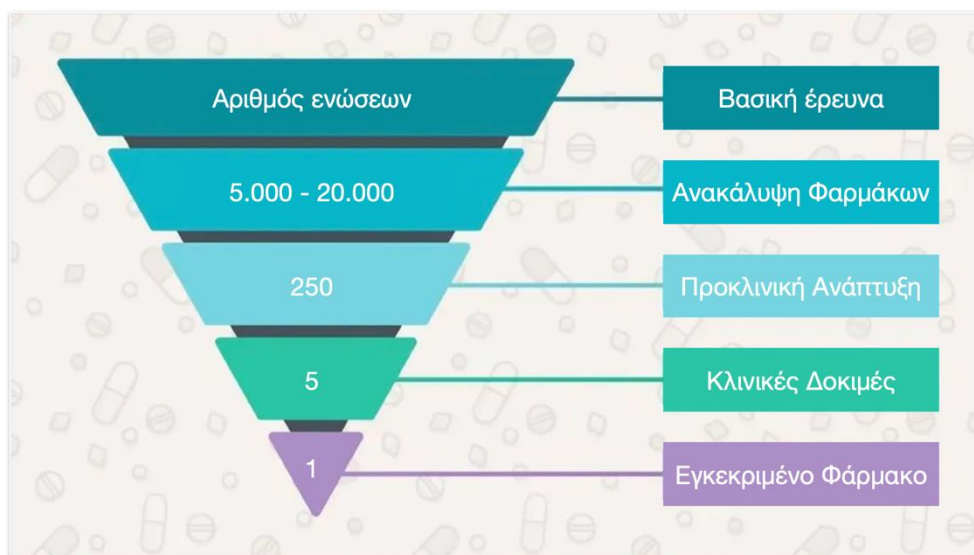 Αριθμός ενώσεων
Βασική έρευνα
5.000 - 20.000
Ανακάλυψη Φαρμάκων
250
Προκλινική Ανάπτυξη
5
Κλινικές Δοκιμές
1
Εγκεκριμένο Φάρμακο